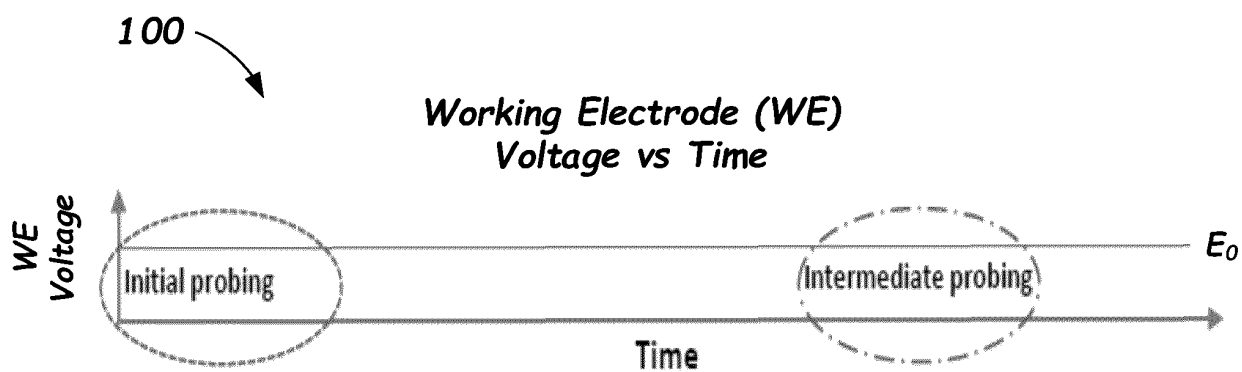 100
Working Electrode (WE)
Voltage vs Time
WE
Voltage
Initial probing
Intermediate probing
E₀
Time